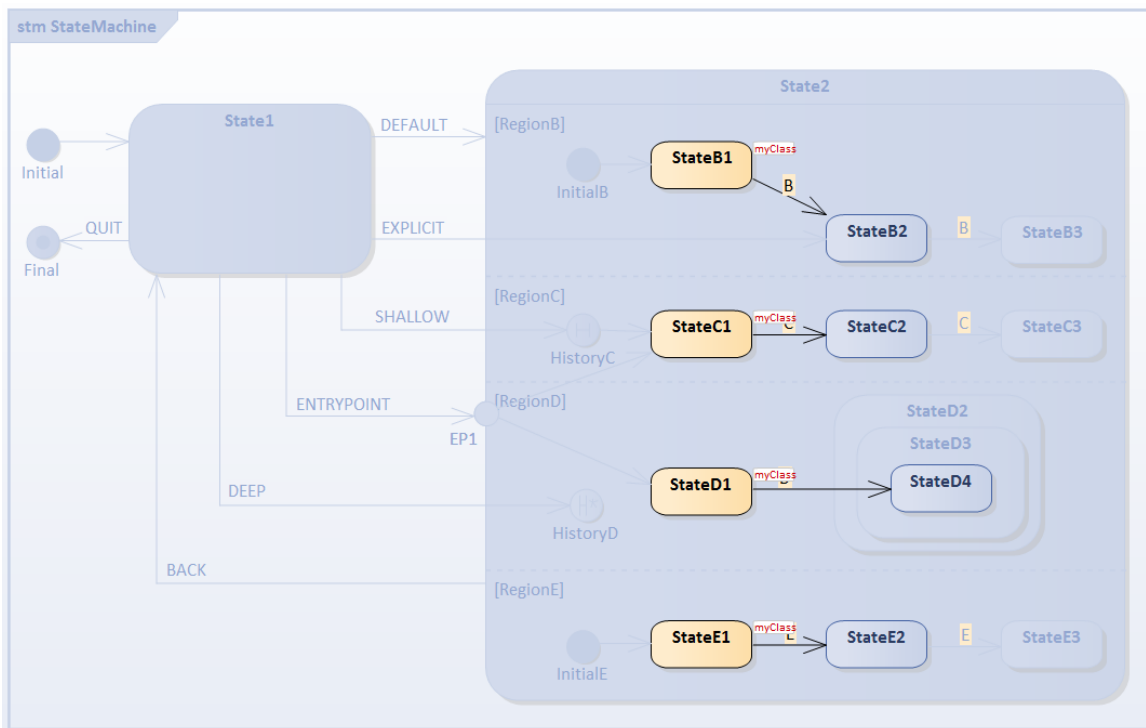 stm StateMachine
State2
State1
DEFAULT
[RegionB]
StateB1
myClass
Initial
InitialB
B
QUIT
EXPLICIT
StateB2
B
StateB3
Final
[RegionC]
SHALLOW
StateC1
myClass
C
StateC2
C
StateC3
HistoryC
ENTRYPOINT
[RegionD]
StateD2
EP1
StateD3
StateD1
myClass
StateD4
DEEP
HistoryD
BACK
[RegionE]
StateE1
myClass
StateE2
E
StateE3
InitialE